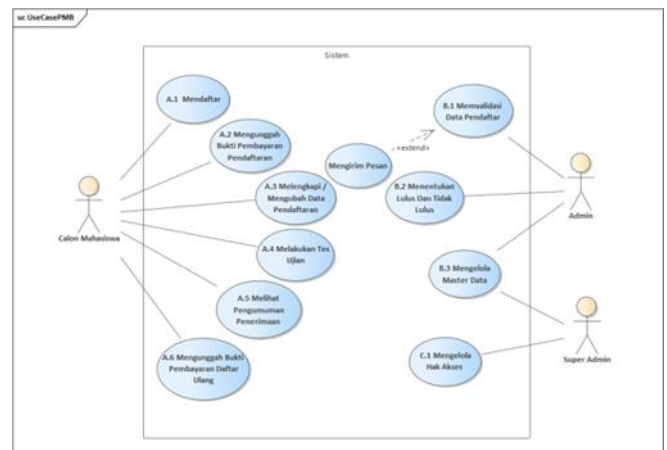 uc UseCasePMB
Sistem
A.1 Mendaftar
A.2 Mengunggah
Bukti Pembayaran
Pendaftaran
A.3 Melengkapi /
Mengubah Data
Pendaftaran
A.4 Melakukan Tes
Ujian
A.5 Melihat
Pengumuman
Penerimaan
A.6 Mengunggah Bukti
Pembayaran Daftar
Ulang
Calon Mahasiswa
Mengirim Pesan
«extend»
B.1 Memvalidasi
Data Pendaftar
B.2 Menentukan
Lulus Dan Tidak
Lulus
B.3 Mengelola
Master Data
C.1 Mengelola
Hak Akses
Admin
Super Admin